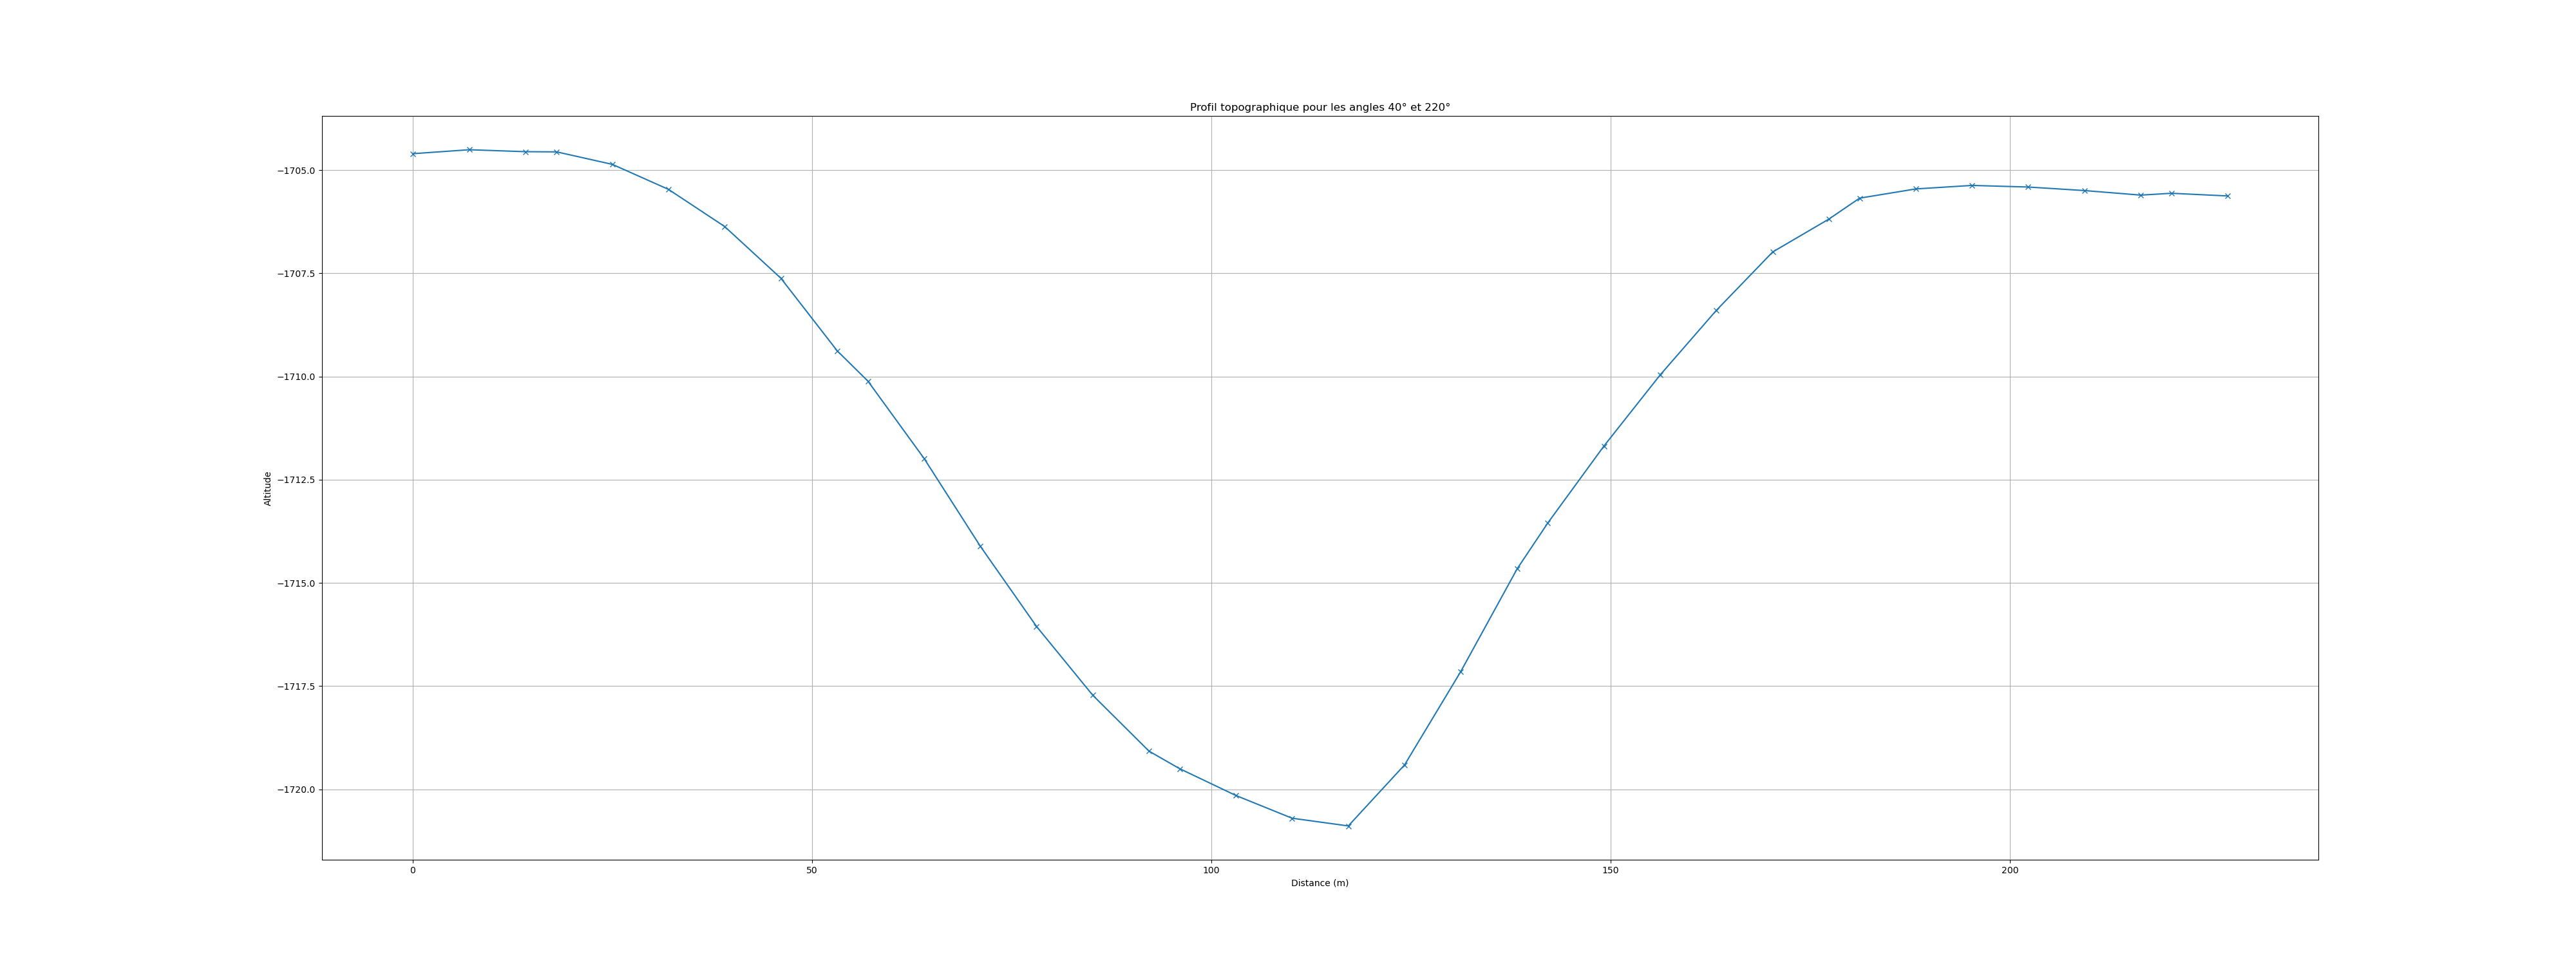 Profil topographique pour les angles 40° et 220°
−1705.0
−1707.5
−1710.0
−1712.5
−1715.0
−1717.5
−1720.0
Altitude
0 50 100 150 200
Distance (m)